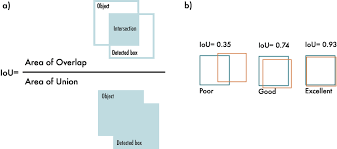 a)
Object
Intersection
Detected box
IoU=
Area of Overlap
Area of Union
Object
Detected box
b)
IoU= 0.35
IoU= 0.74
IoU= 0.93
Poor
Good
Excellent